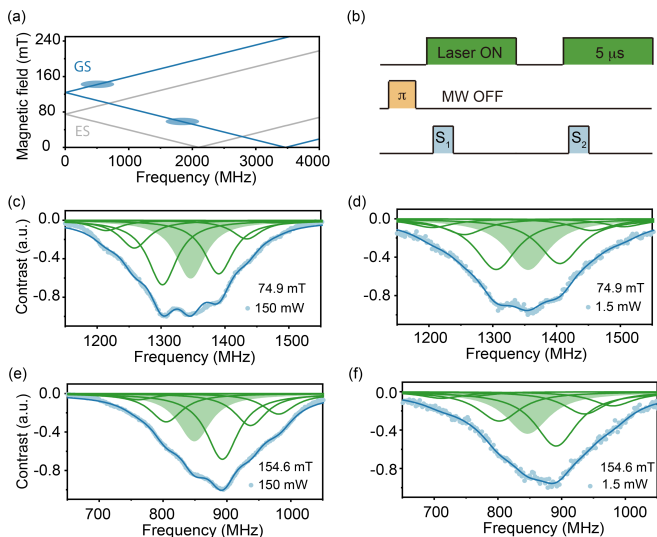 (a)
240
160
80
0
Magnetic field (mT)
GS
ES
0 1000 2000 3000 4000
Frequency (MHz)
(b)
Laser ON
5 μs
π
MW OFF
S1
S2
(c)
0.0
-0.4
-0.8
Contrast (a.u.)
74.9 mT
150 mW
1200 1300 1400 1500
Frequency (MHz)
(d)
0.0
-0.4
-0.8
74.9 mT
1.5 mW
1200 1300 1400 1500
Frequency (MHz)
(e)
0.0
-0.4
-0.8
Contrast (a.u.)
154.6 mT
150 mW
700 800 900 1000
Frequency (MHz)
(f)
0.0
-0.4
-0.8
154.6 mT
1.5 mW
700 800 900 1000
Frequency (MHz)